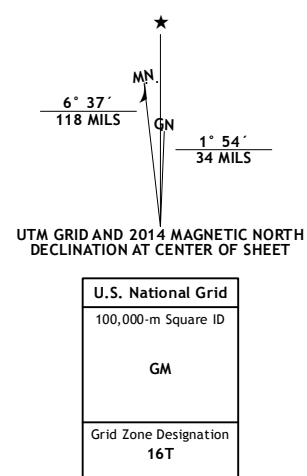 MN.
GN
6° 37´
118 MILS
1° 54´
34 MILS
UTM GRID AND 2014 MAGNETIC NORTH
DECLINATION AT CENTER OF SHEET
U.S. National Grid
100,000-m Square ID
GM
Grid Zone Designation
16T